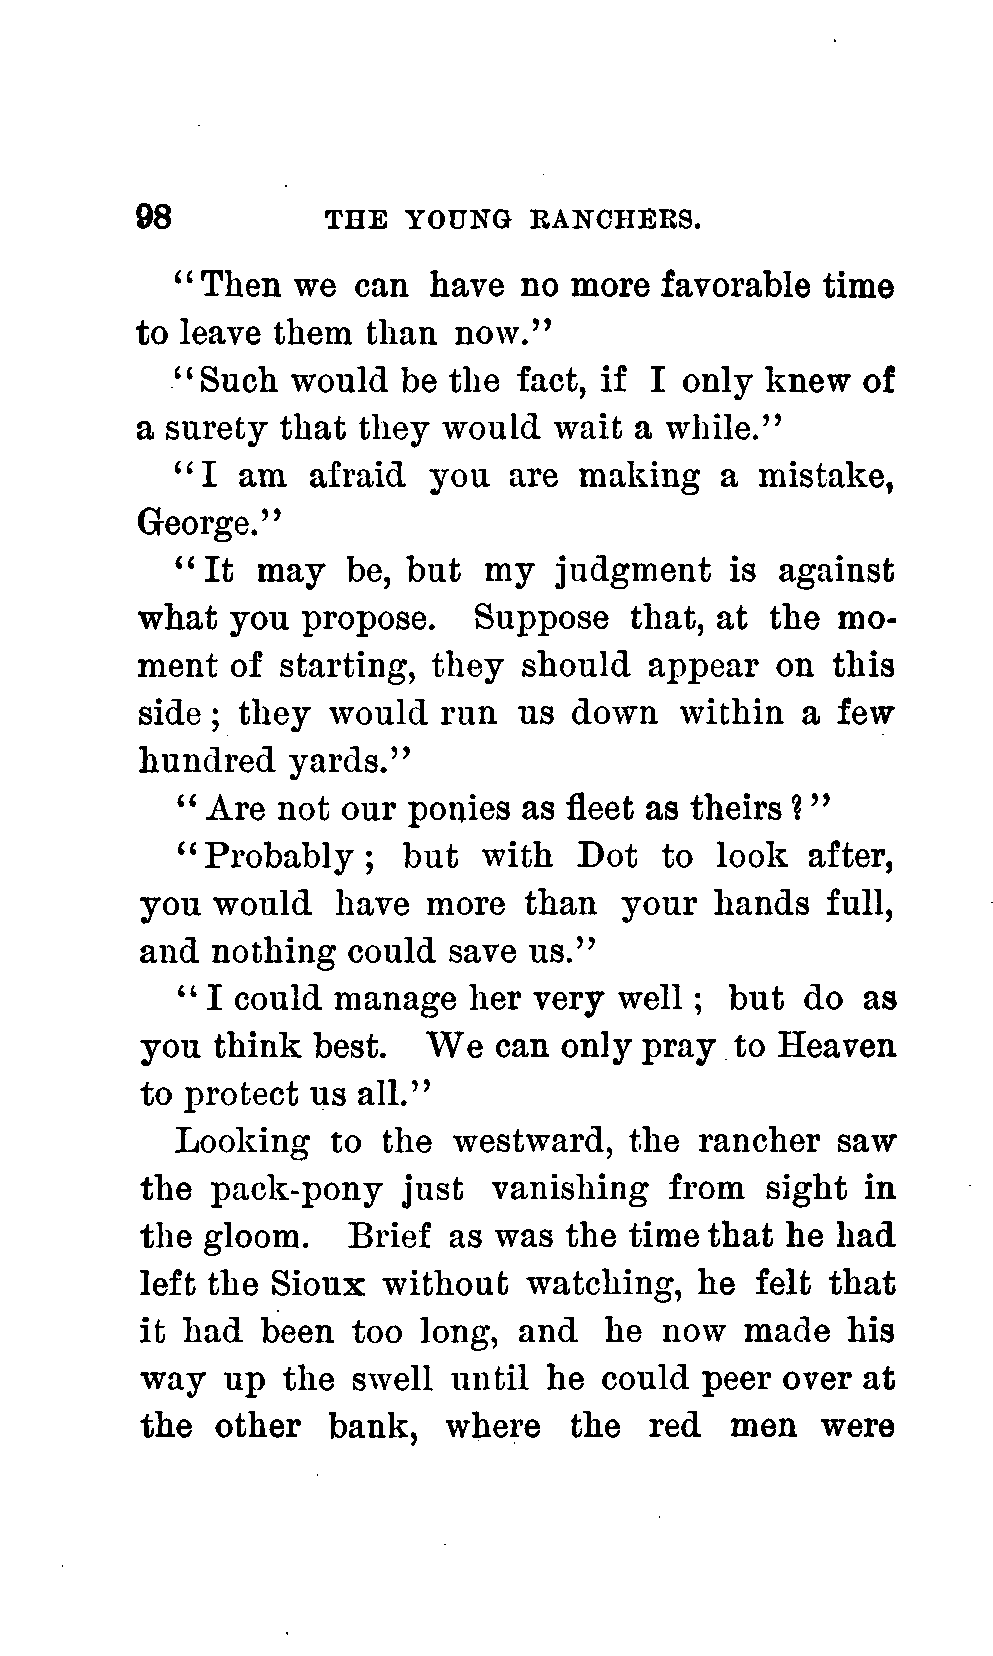 98 THE YOUNG RANCHERS.
"Then we can have no more favorable time
to leave them than now."
"Such would be the fact, if I only knew of
a surety that they would wait a while."
"I am afraid you are making a mistake,
George."
"It may be, but my judgment is against
what you propose. Suppose that, at the mo-
ment of starting, they should appear on this
side; they would run us down within a few
hundred yards."
"Are not our ponies as fleet as theirs?"
"Probably; but with Dot to look after,
you would have more than your hands full,
and nothing could save us."
"I could manage her very well; but do as
you think best. We can only pray to Heaven
to protect us all."
Looking to the westward, the rancher saw
the pack-pony just vanishing from sight in
the gloom. Brief as was the time that he had
left the Sioux without watching, he felt that
it had been too long, and he now made his
way up the swell until he could peer over at
the other bank, where the red men were